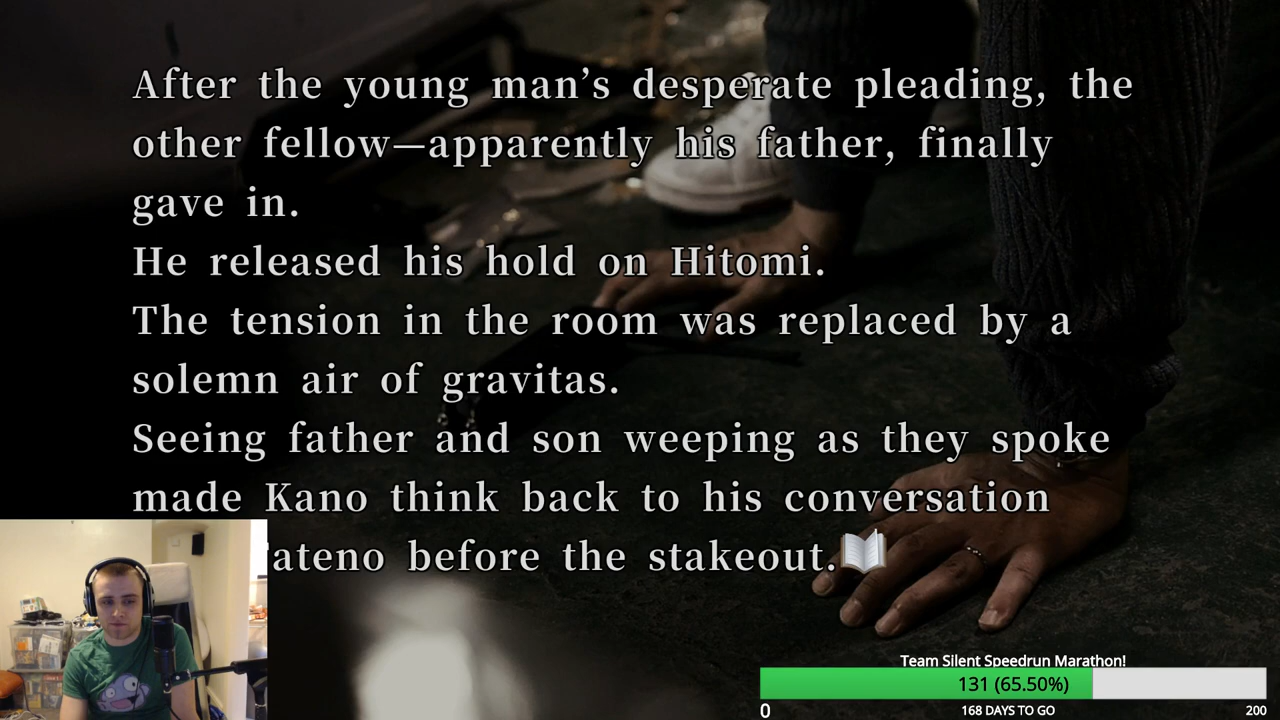 After the young man’s desperate pleading, the
other fellow—apparently his father, finally
gave in.
He released his hold on Hitomi.
The tension in the room was replaced by a
solemn air of gravitas.
Seeing father and son weeping as they spoke
made Kano think back to his conversation
before the stakeout.
Team Silent Speedrun Marathon!
131 (65.50%)
0 168 DAYS TO GO 200